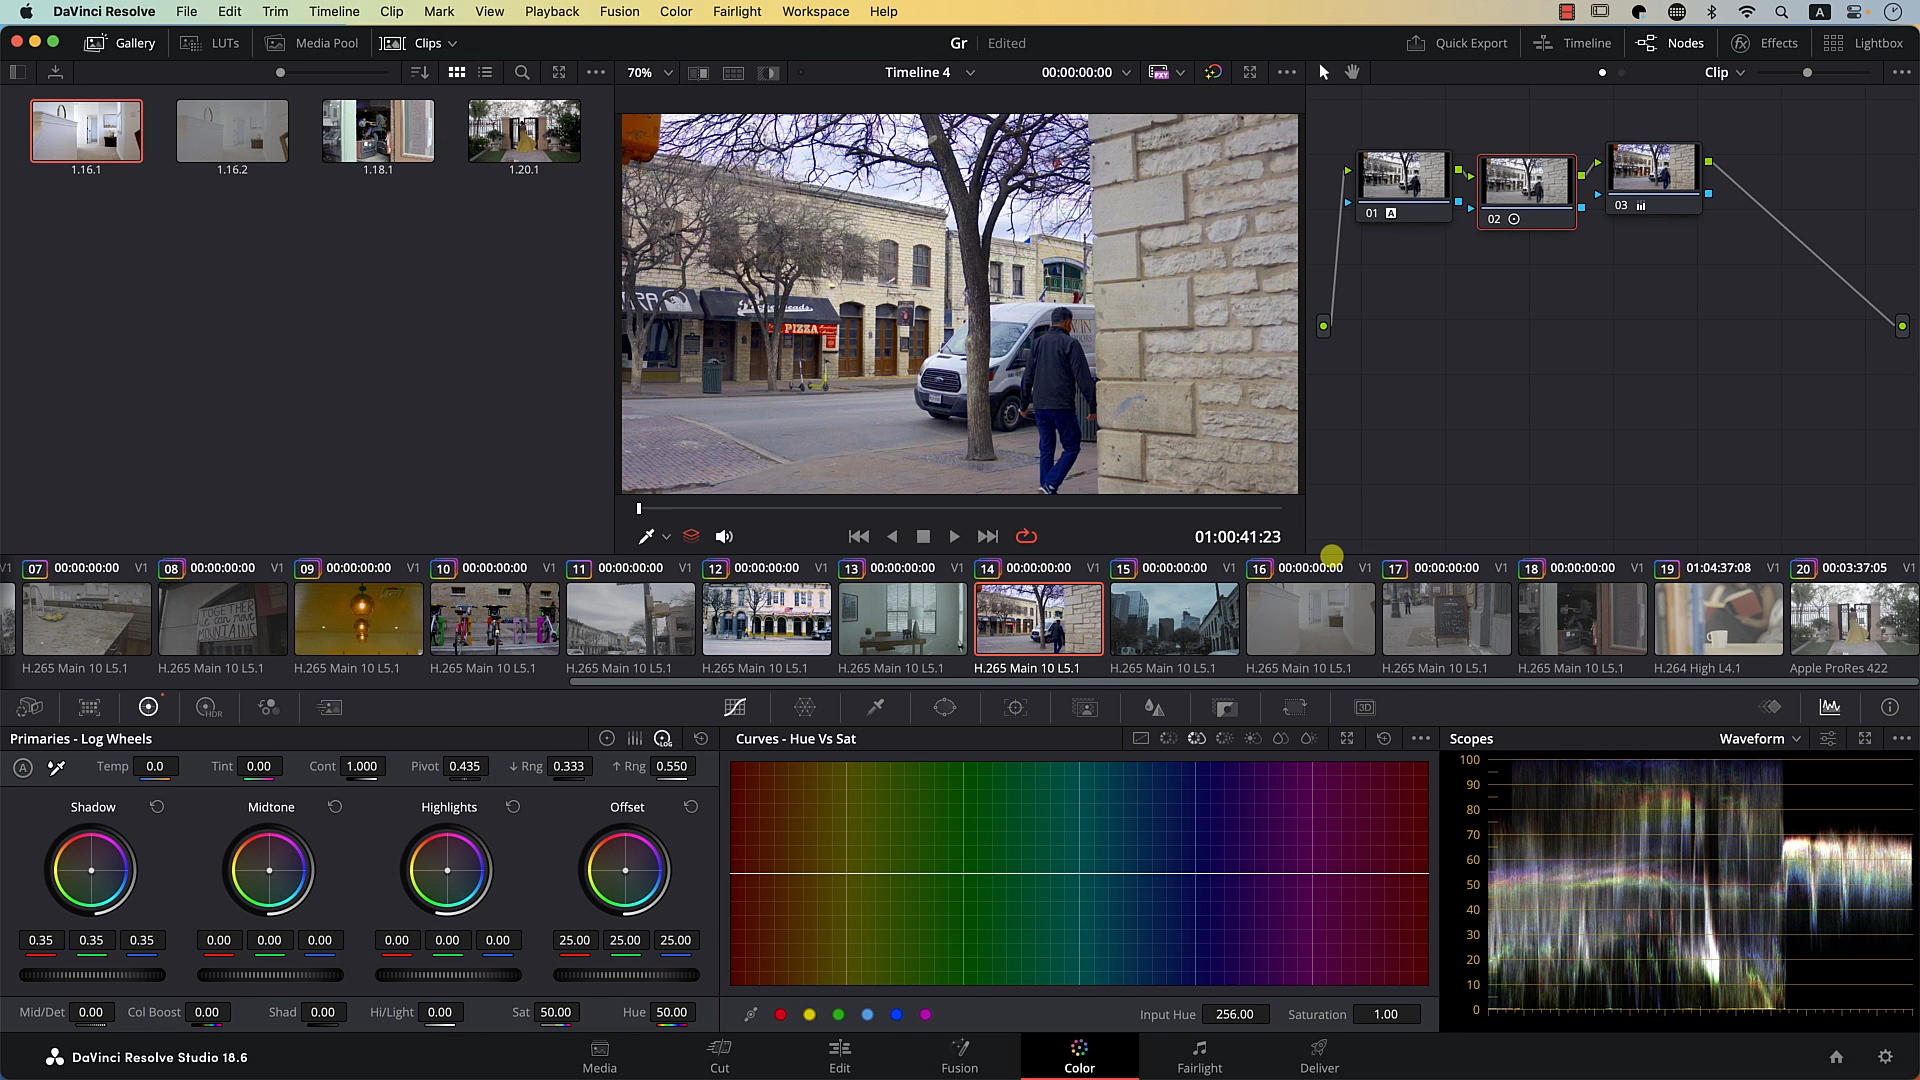 DaVinci Resolve File Edit Trim Timeline Clip Mark View Playback Fusion Color Fairlight Workspace Help A
Gallery LUTs Media Pool Clips Gr Edited Quick Export Timeline Nodes Effects Lightbox
70% Timeline 4 00:00:00:00 Clip
1.16.1 1.16.2 1.18.1 1.20.1
PIZZA
01 A 02 03
01:00:41:23
V1 07 00:00:00:00 V1 08 00:00:00:00 V1 09 00:00:00:00 V1 10 00:00:00:00 V1 11 00:00:00:00 V1 12 00:00:00:00 V1 13 00:00:00:00 V1 14 00:00:00:00 V1 15 00:00:00:00 V1 16 00:00:00:00 V1 17 00:00:00:00 V1 18 00:00:00:00 V1 19 01:04:37:08 V1 20 00:03:37:05 V1
TOGETHER
we can move
MOUNTAINS
H.265 Main 10 L5.1 H.265 Main 10 L5.1 H.265 Main 10 L5.1 H.265 Main 10 L5.1 H.265 Main 10 L5.1 H.265 Main 10 L5.1 H.265 Main 10 L5.1 H.265 Main 10 L5.1 H.265 Main 10 L5.1 H.265 Main 10 L5.1 H.265 Main 10 L5.1 H.265 Main 10 L5.1 H.264 High L4.1 Apple ProRes 422
HDR 3D
Primaries - Log Wheels LOG Curves - Hue Vs Sat Scopes Waveform
A Temp 0.0 Tint 0.00 Cont 1.000 Pivot 0.435 ↓ Rng 0.333 ↑ Rng 0.550
Shadow Midtone Highlights Offset
0.35 0.35 0.35 0.00 0.00 0.00 0.00 0.00 0.00 25.00 25.00 25.00
Mid/Det 0.00 Col Boost 0.00 Shad 0.00 Hi/Light 0.00 Sat 50.00 Hue 50.00
Input Hue 256.00 Saturation 1.00
100
90
80
70
60
50
40
30
20
10
0
DaVinci Resolve Studio 18.6
Media Cut Edit Fusion Color Fairlight Deliver